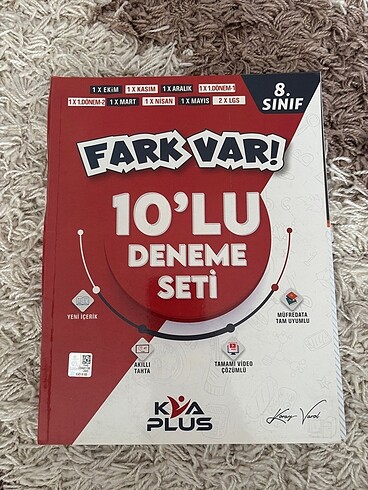 1 X EKİM 1 X KASIM 1 X ARALIK 1 X 1.DÖNEM-1
1 X 1.DÖNEM-2 1 X MART 1 X NİSAN 1 X MAYIS 2 X LGS
8.
SINIF
FARK VAR!
10'LU
DENEME
SETİ
YENİ İÇERİK
AKILLI
TAHTA
TAMAMI VİDEO
ÇÖZÜMLÜ
MÜFREDATA
TAM UYUMLU
KVA
PLUS
Koray Varol